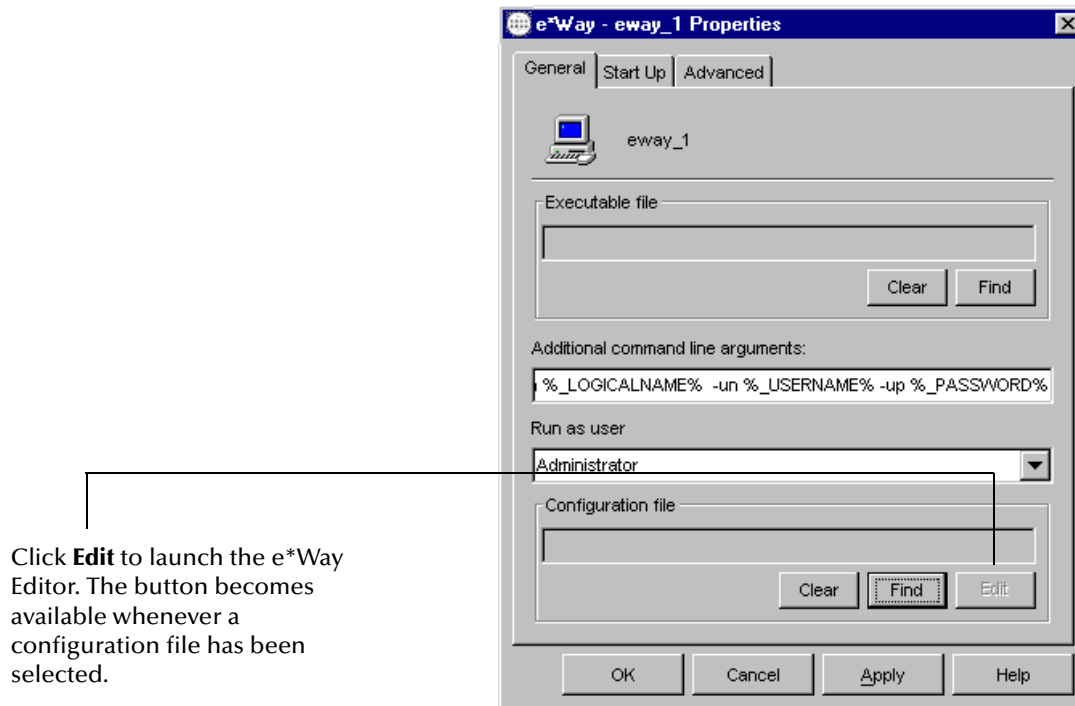 e*Way - eway_1 Properties
General
Start Up
Advanced
eway_1
Executable file
Clear
Find
Additional command line arguments:
%_LOGICALNAME% -un %_USERNAME% -up %_PASSWORD%
Run as user
Administrator
Configuration file
Clear
Find
Edit
OK
Cancel
Apply
Help
Click Edit to launch the e*Way
Editor. The button becomes
available whenever a
configuration file has been
selected.